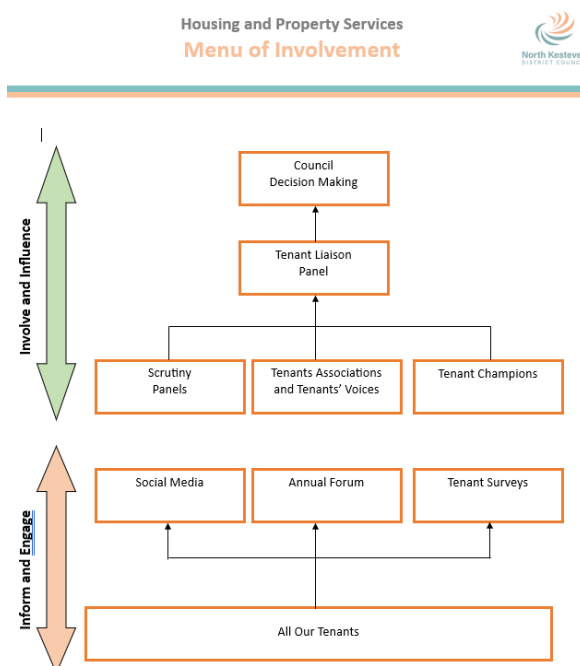 Housing and Property Services
Menu of Involvement
North Kesteve
DISTRICT COUNC
Involve and Influence
Council
Decision Making
Tenant Liaison
Panel
Scrutiny
Panels
Tenants Associations
and Tenants' Voices
Tenant Champions
Inform and Engage
Social Media
Annual Forum
Tenant Surveys
All Our Tenants